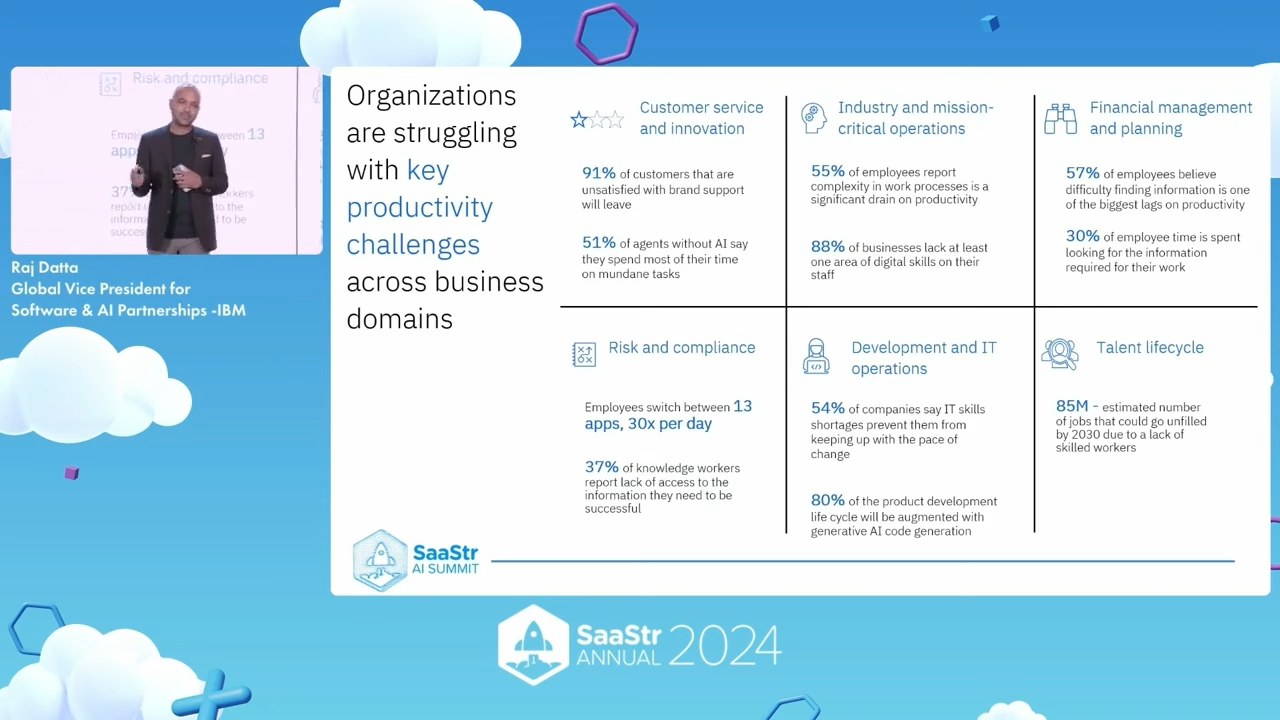 Risk and compliance
13
37%
Raj Datta
Global Vice President for
Software & AI Partnerships -IBM
Organizations
are struggling
with key
productivity
challenges
across business
domains
Customer service
and innovation
91% of customers that are
unsatisfied with brand support
will leave
51% of agents without AI say
they spend most of their time
on mundane tasks
Industry and mission-
critical operations
55% of employees report
complexity in work processes is a
significant drain on productivity
88% of businesses lack at least
one area of digital skills on their
staff
Financial management
and planning
57% of employees believe
difficulty finding information is one
of the biggest lags on productivity
30% of employee time is spent
looking for the information
required for their work
Risk and compliance
Employees switch between 13
apps, 30x per day
37% of knowledge workers
report lack of access to the
information they need to be
successful
Development and IT
operations
54% of companies say IT skills
shortages prevent them from
keeping up with the pace of
change
80% of the product development
life cycle will be augmented with
generative AI code generation
Talent lifecycle
85M - estimated number
of jobs that could go unfilled
by 2030 due to a lack of
skilled workers
SaaStr
AI SUMMIT
SaaStr
ANNUAL 2024